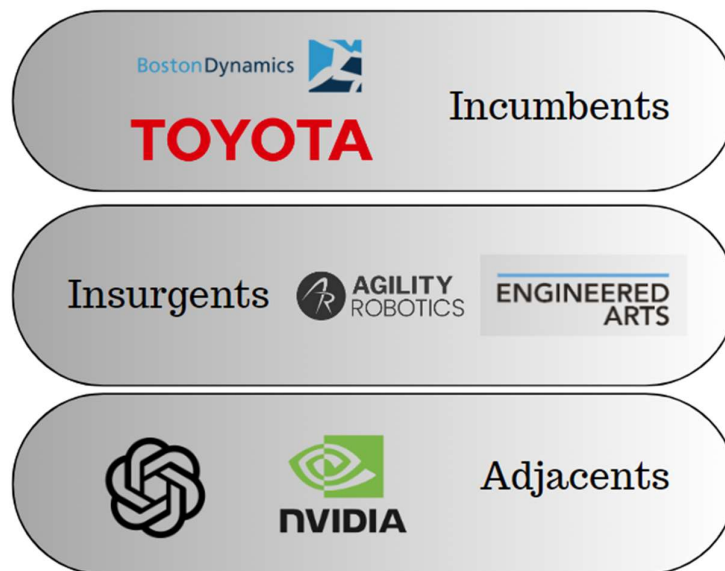 BostonDynamics
TOYOTA
Incumbents
Insurgents
AGILITY
ROBOTICS
ENGINEERED
ARTS
NVIDIA
Adjacents